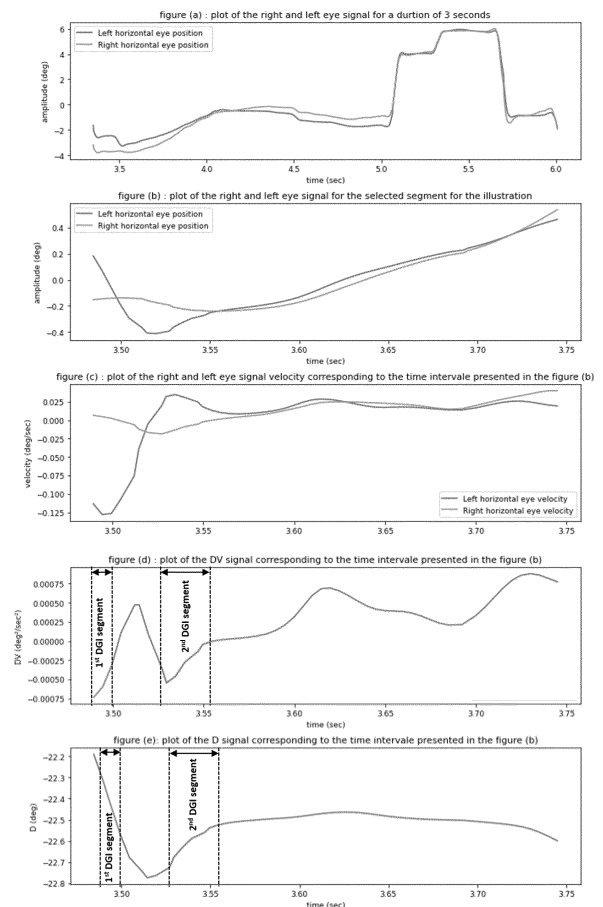 figure (a) : plot of the right and left eye signal for a durtion of 3 seconds
6
4
2
0
−2
−4
amplitude (deg)
Left horizontal eye position
Right horizontal eye position
3.5 4.0 4.5 5.0 5.5 6.0
time (sec)
figure (b) : plot of the right and left eye signal for the selected segment for the illustration
0.4
0.2
0.0
−0.2
−0.4
amplitude (deg)
Left horizontal eye position
Right horizontal eye position
3.50 3.55 3.60 3.65 3.70 3.75
time (sec)
figure (c) : plot of the right and left eye signal velocity corresponding to the time intervale presented in the figure (b)
0.025
0.000
−0.025
−0.050
−0.075
−0.100
−0.125
velocity (deg/sec)
Left horizontal eye velocity
Right horizontal eye velocity
3.50 3.55 3.60 3.65 3.70 3.75
time (sec)
figure (d) : plot of the DV signal corresponding to the time intervale presented in the figure (b)
0.00075
0.00050
0.00025
0.00000
−0.00025
−0.00050
−0.00075
DV (deg²/sec²)
1st DGI segment
2nd DGI segment
3.50 3.55 3.60 3.65 3.70 3.75
time (sec)
figure (e): plot of the D signal corresponding to the time intervale presented in the figure (b)
−22.2
−22.3
−22.4
−22.5
−22.6
−22.7
−22.8
D (deg)
1st DGI segment
2nd DGI segment
3.50 3.55 3.60 3.65 3.70 3.75
time (sec)